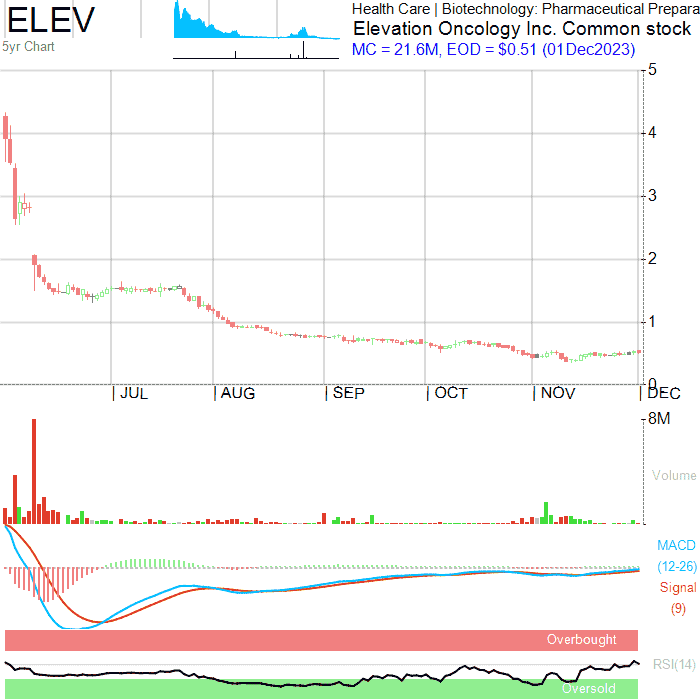 ELEV
5yr Chart
Health Care | Biotechnology: Pharmaceutical Prepara
Elevation Oncology Inc. Common stock
MC = 21.6M, EOD = $0.51 (01Dec2023)
5
4
3
2
1
0
| JUL | AUG | SEP | OCT | NOV | DEC
8M
Volume
MACD
(12-26)
Signal
(9)
Overbought
RSI(14)
Oversold